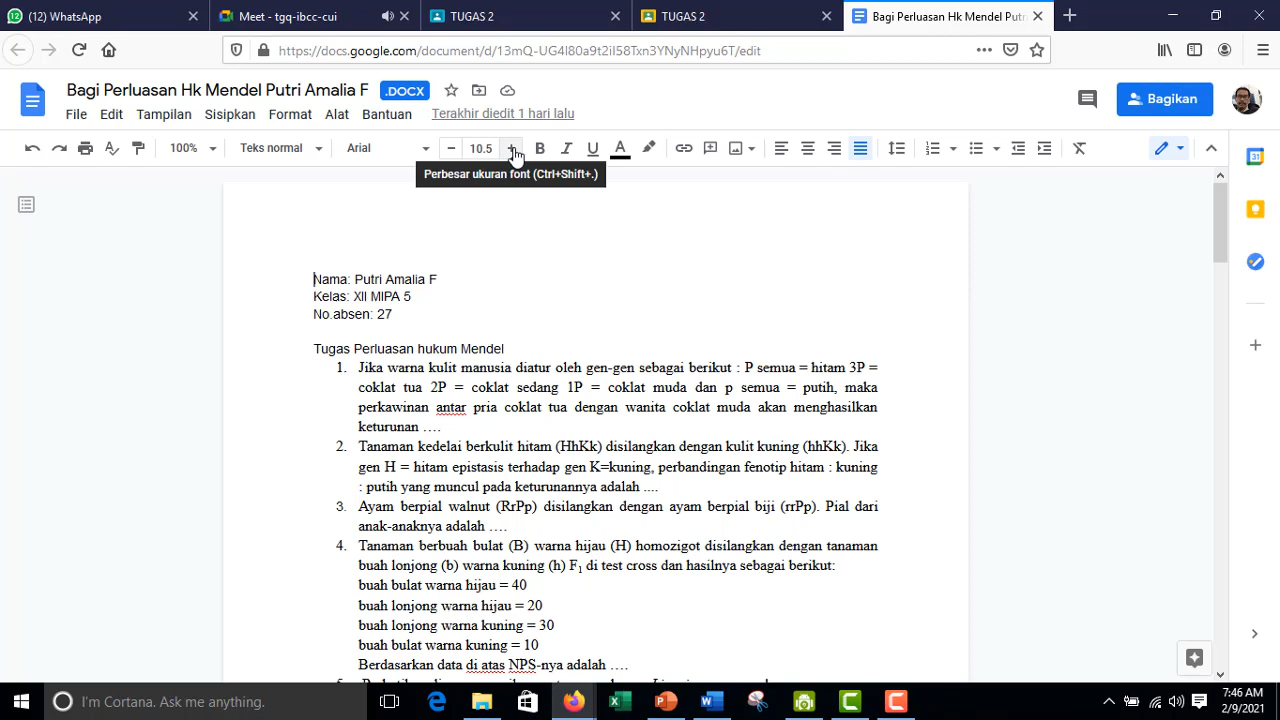 (12) WhatsApp
Meet - tgq-ibcc-cui
TUGAS 2
TUGAS 2
Bagi Perluasan Hk Mendel Putri
https://docs.google.com/document/d/13mQ-UG4l80a9t2iI58Txn3YNyNHpyu6T/edit
Bagi Perluasan Hk Mendel Putri Amalia F
.DOCX
File Edit Tampilan Sisipkan Format Alat Bantuan Terakhir diedit 1 hari lalu
Bagikan
100% Teks normal Arial 10.5
Perbesar ukuran font (Ctrl+Shift+.)
Nama: Putri Amalia F
Kelas: XII MIPA 5
No.absen: 27
Tugas Perluasan hukum Mendel
1. Jika warna kulit manusia diatur oleh gen-gen sebagai berikut : P semua = hitam 3P =
coklat tua 2P = coklat sedang 1P = coklat muda dan p semua = putih, maka
perkawinan antar pria coklat tua dengan wanita coklat muda akan menghasilkan
keturunan ….
2. Tanaman kedelai berkulit hitam (HhKk) disilangkan dengan kulit kuning (hhKk). Jika
gen H = hitam epistasis terhadap gen K=kuning, perbandingan fenotip hitam : kuning
: putih yang muncul pada keturunannya adalah ....
3. Ayam berpial walnut (RrPp) disilangkan dengan ayam berpial biji (rrPp). Pial dari
anak-anaknya adalah ….
4. Tanaman berbuah bulat (B) warna hijau (H) homozigot disilangkan dengan tanaman
buah lonjong (b) warna kuning (h) F1 di test cross dan hasilnya sebagai berikut:
buah bulat warna hijau = 40
buah lonjong warna hijau = 20
buah lonjong warna kuning = 30
buah bulat warna kuning = 10
Berdasarkan data di atas NPS-nya adalah ….
I'm Cortana. Ask me anything.
7:46 AM
2/9/2021